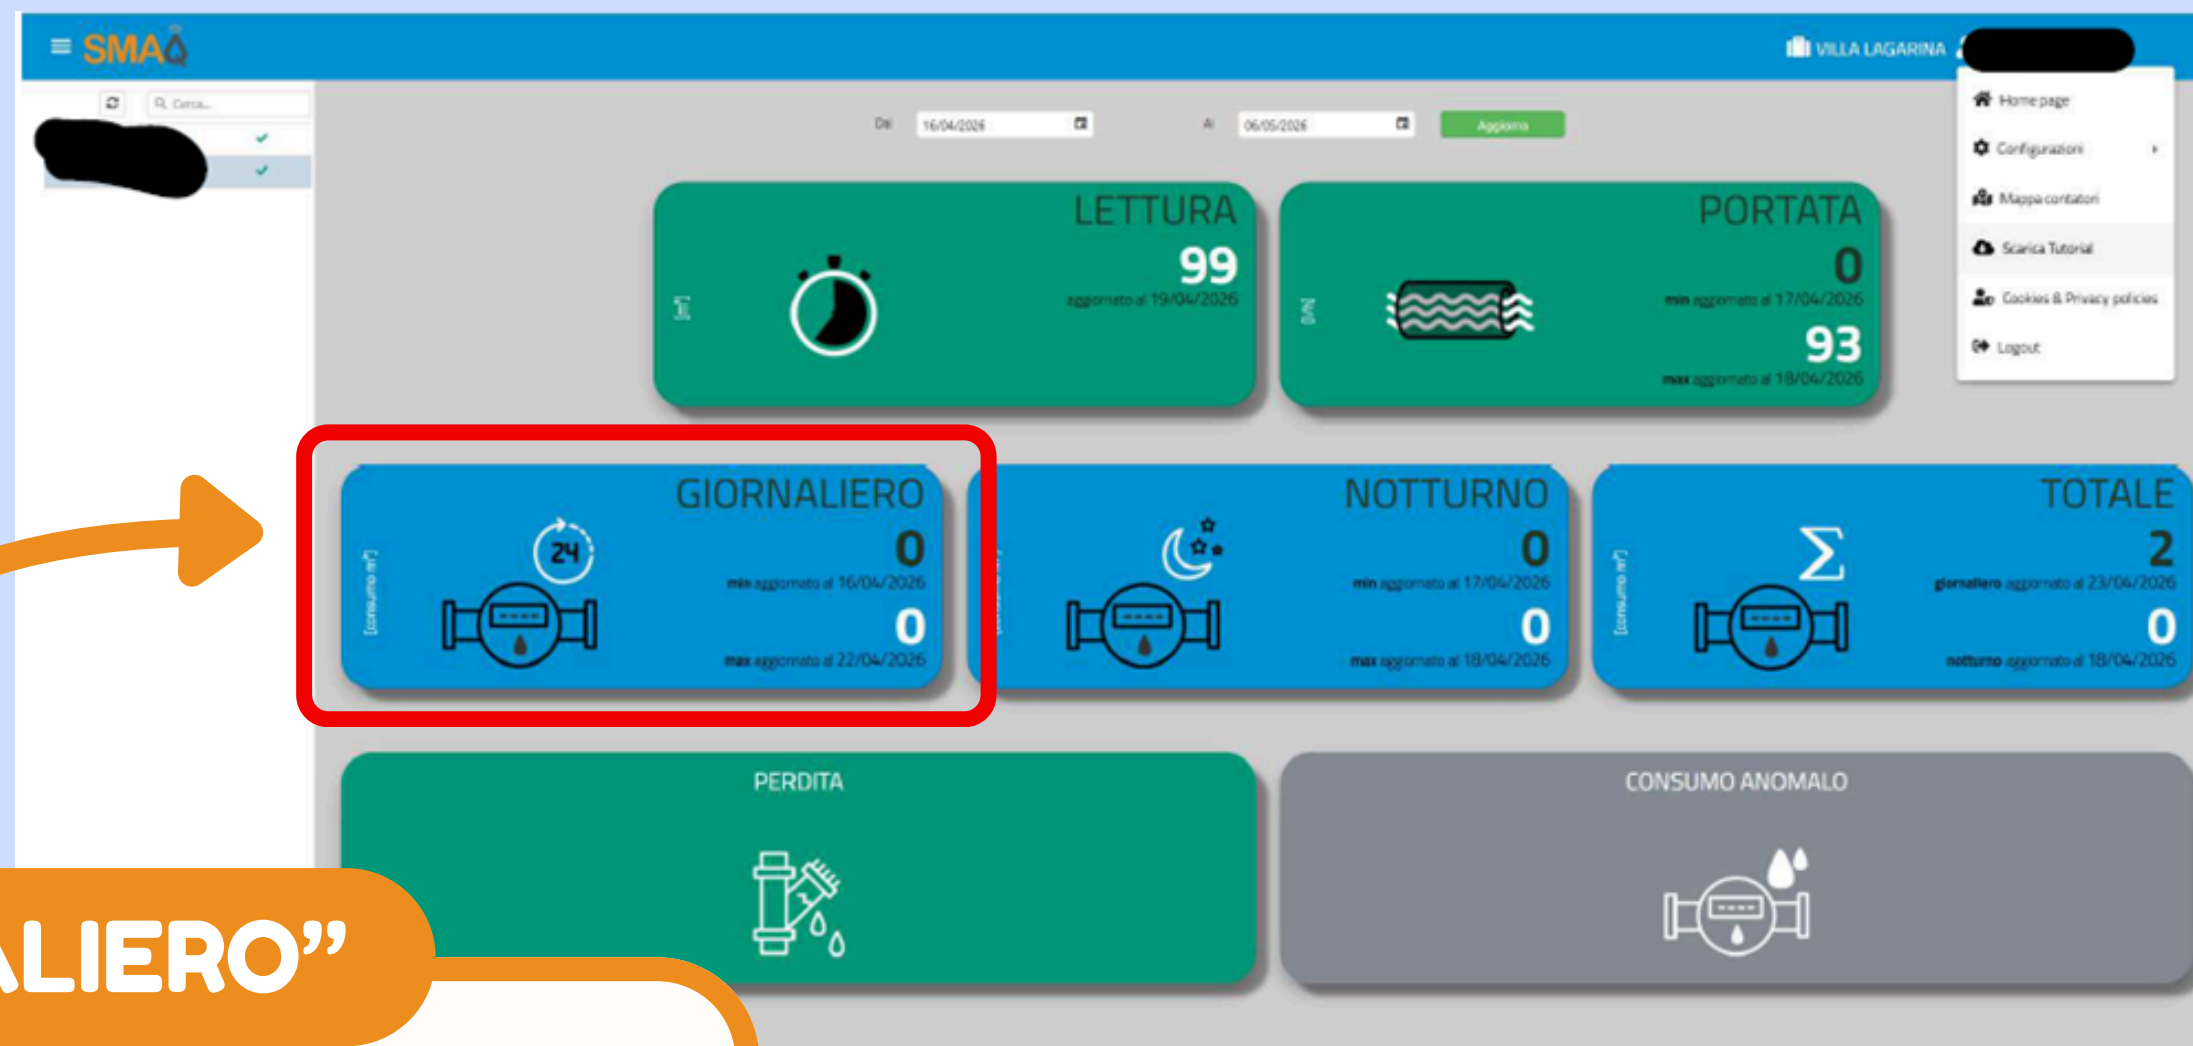 SMAQ
VILLA LAGARINA
Cerca...
Dal 16/04/2026 Al 06/05/2026 Aggiorna
Home page
Configurazioni
Mappa contatori
Scarica Tutorial
Cookies & Privacy policies
Logout
LETTURA
99
aggiornato al 19/04/2026
[m³]
PORTATA
0
min aggiornato al 17/04/2026
93
max aggiornato al 18/04/2026
[l/h]
GIORNALIERO
24
0
min aggiornato al 16/04/2026
0
max aggiornato al 22/04/2026
[consumo m³]
NOTTURNO
0
min aggiornato al 17/04/2026
0
max aggiornato al 18/04/2026
TOTALE
2
giornaliero aggiornato al 23/04/2026
0
notturno aggiornato al 18/04/2026
[consumo m³]
PERDITA
CONSUMO ANOMALO
ALIERO”